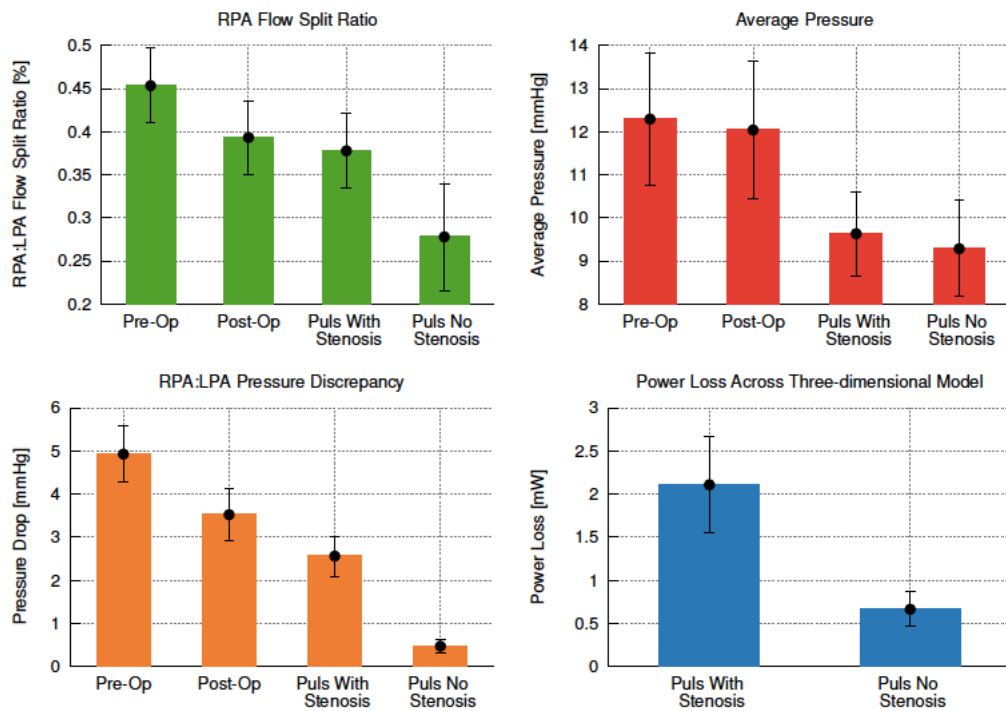 RPA Flow Split Ratio
RPA:LPA Flow Split Ratio [%]
0.5
0.45
0.4
0.35
0.3
0.25
0.2
Pre-Op
Post-Op
Puls With
Stenosis
Puls No
Stenosis
Average Pressure
Average Pressure [mmHg]
14
13
12
11
10
9
8
Pre-Op
Post-Op
Puls With
Stenosis
Puls No
Stenosis
RPA:LPA Pressure Discrepancy
Pressure Drop [mmHg]
6
5
4
3
2
1
0
Pre-Op
Post-Op
Puls With
Stenosis
Puls No
Stenosis
Power Loss Across Three-dimensional Model
Power Loss [mW]
3
2.5
2
1.5
1
0.5
0
Puls With
Stenosis
Puls No
Stenosis